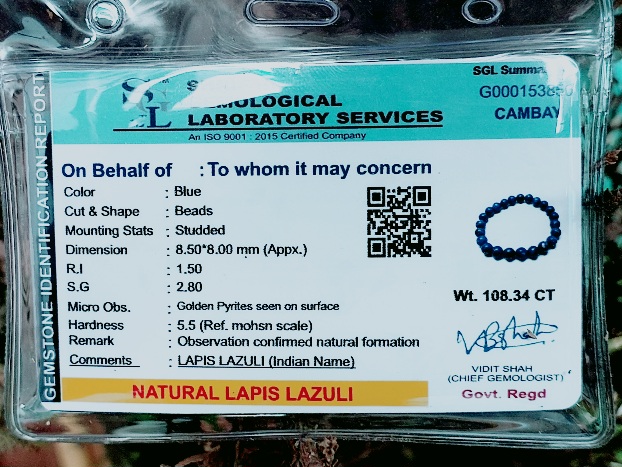 SGL
LABORATORY SERVICES
An ISO 9001 : 2015 Certified Company
SGL
CAMBAY
GEMSTONE IDENTIFICATION REPORT
On Behalf of : To whom it may concern
Color : Blue
Cut & Shape : Beads
Mounting Stats : Studded
Dimension : 8.50*8.00 mm (Appx.)
R.I : 1.50
S.G : 2.80
Micro Obs. : Golden Pyrites seen on surface
Hardness : 5.5 (Ref. mohsn scale)
Remark : Observation confirmed natural formation
Comments : LAPIS LAZULI (Indian Name)
NATURAL LAPIS LAZULI
Wt. 108.34 CT
VIDIT SHAH
(CHIEF GEMOLOGIST)
Govt. Regd